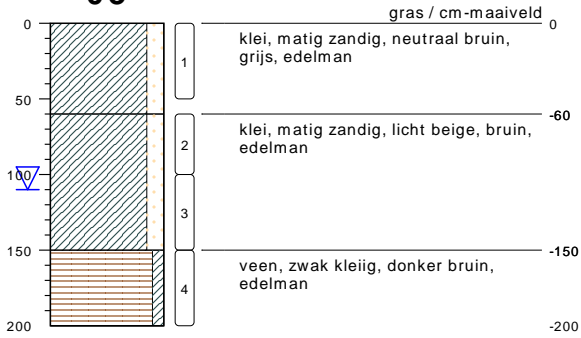 gras / cm-maaiveld
0
0
klei, matig zandig, neutraal bruin,
grijs, edelman
1
50
-60
klei, matig zandig, licht beige, bruin,
edelman
2
100
3
150
-150
veen, zwak kleiig, donker bruin,
edelman
4
200
-200